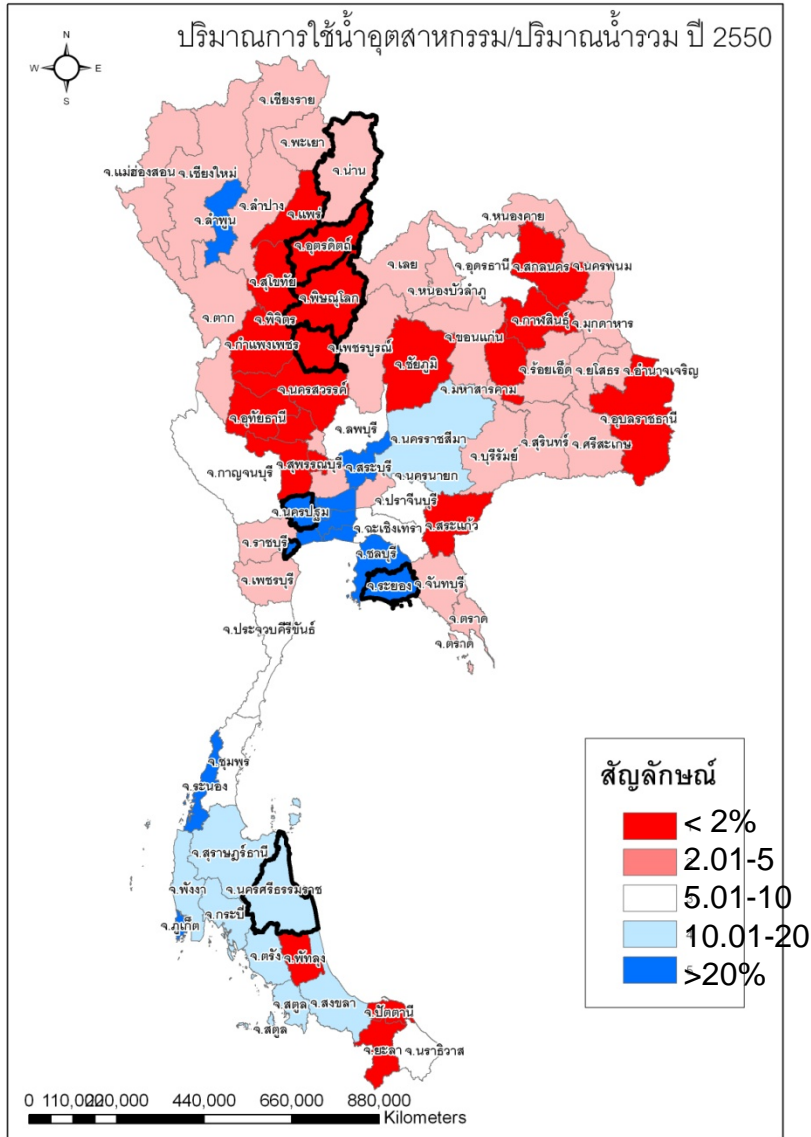 ปริมาณการใช้น้ำอุตสาหกรรม/ปริมาณน้ำรวม ปี 2550
N
W E
S
จ.เชียงราย
จ.พะเยา
จ.น่าน
จ.แม่ฮ่องสอน
จ.เชียงใหม่
จ.ลำปาง
จ.ลำพูน
จ.แพร่
จ.อุตรดิตถ์
จ.หนองคาย
จ.เลย
จ.อุดรธานี
จ.สกลนคร
จ.นครพนม
จ.สุโขทัย
จ.หนองบัวลำภู
จ.พิษณุโลก
จ.ตาก
จ.พิจิตร
จ.กาฬสินธุ์
จ.มุกดาหาร
จ.กำแพงเพชร
จ.เพชรบูรณ์
จ.ขอนแก่น
จ.ชัยภูมิ
จ.ร้อยเอ็ด
จ.ยโสธร
จ.อำนาจเจริญ
จ.นครสวรรค์
จ.มหาสารคาม
จ.อุทัยธานี
จ.อุบลราชธานี
จ.ลพบุรี
จ.นครราชสีมา
จ.บุรีรัมย์
จ.สุรินทร์
จ.ศรีสะเกษ
จ.กาญจนบุรี
จ.สุพรรณบุรี
จ.สระบุรี
จ.นครนายก
จ.ปราจีนบุรี
จ.นครปฐม
จ.ฉะเชิงเทรา
จ.สระแก้ว
จ.ราชบุรี
จ.ชลบุรี
จ.เพชรบุรี
จ.ระยอง
จ.จันทบุรี
จ.ตราด
จ.ตราด
จ.ประจวบคีรีขันธ์
จ.ชุมพร
จ.ระนอง
จ.สุราษฎร์ธานี
จ.พังงา
จ.นครศรีธรรมราช
จ.กระบี่
จ.ภูเก็ต
จ.ตรัง
จ.พัทลุง
จ.สตูล
จ.สงขลา
จ.สตูล
จ.ปัตตานี
จ.ยะลา
จ.นราธิวาส
สัญลักษณ์
< 2%
2.01-5
5.01-10
10.01-20
>20%
0 110,000 220,000 440,000 660,000 880,000
Kilometers